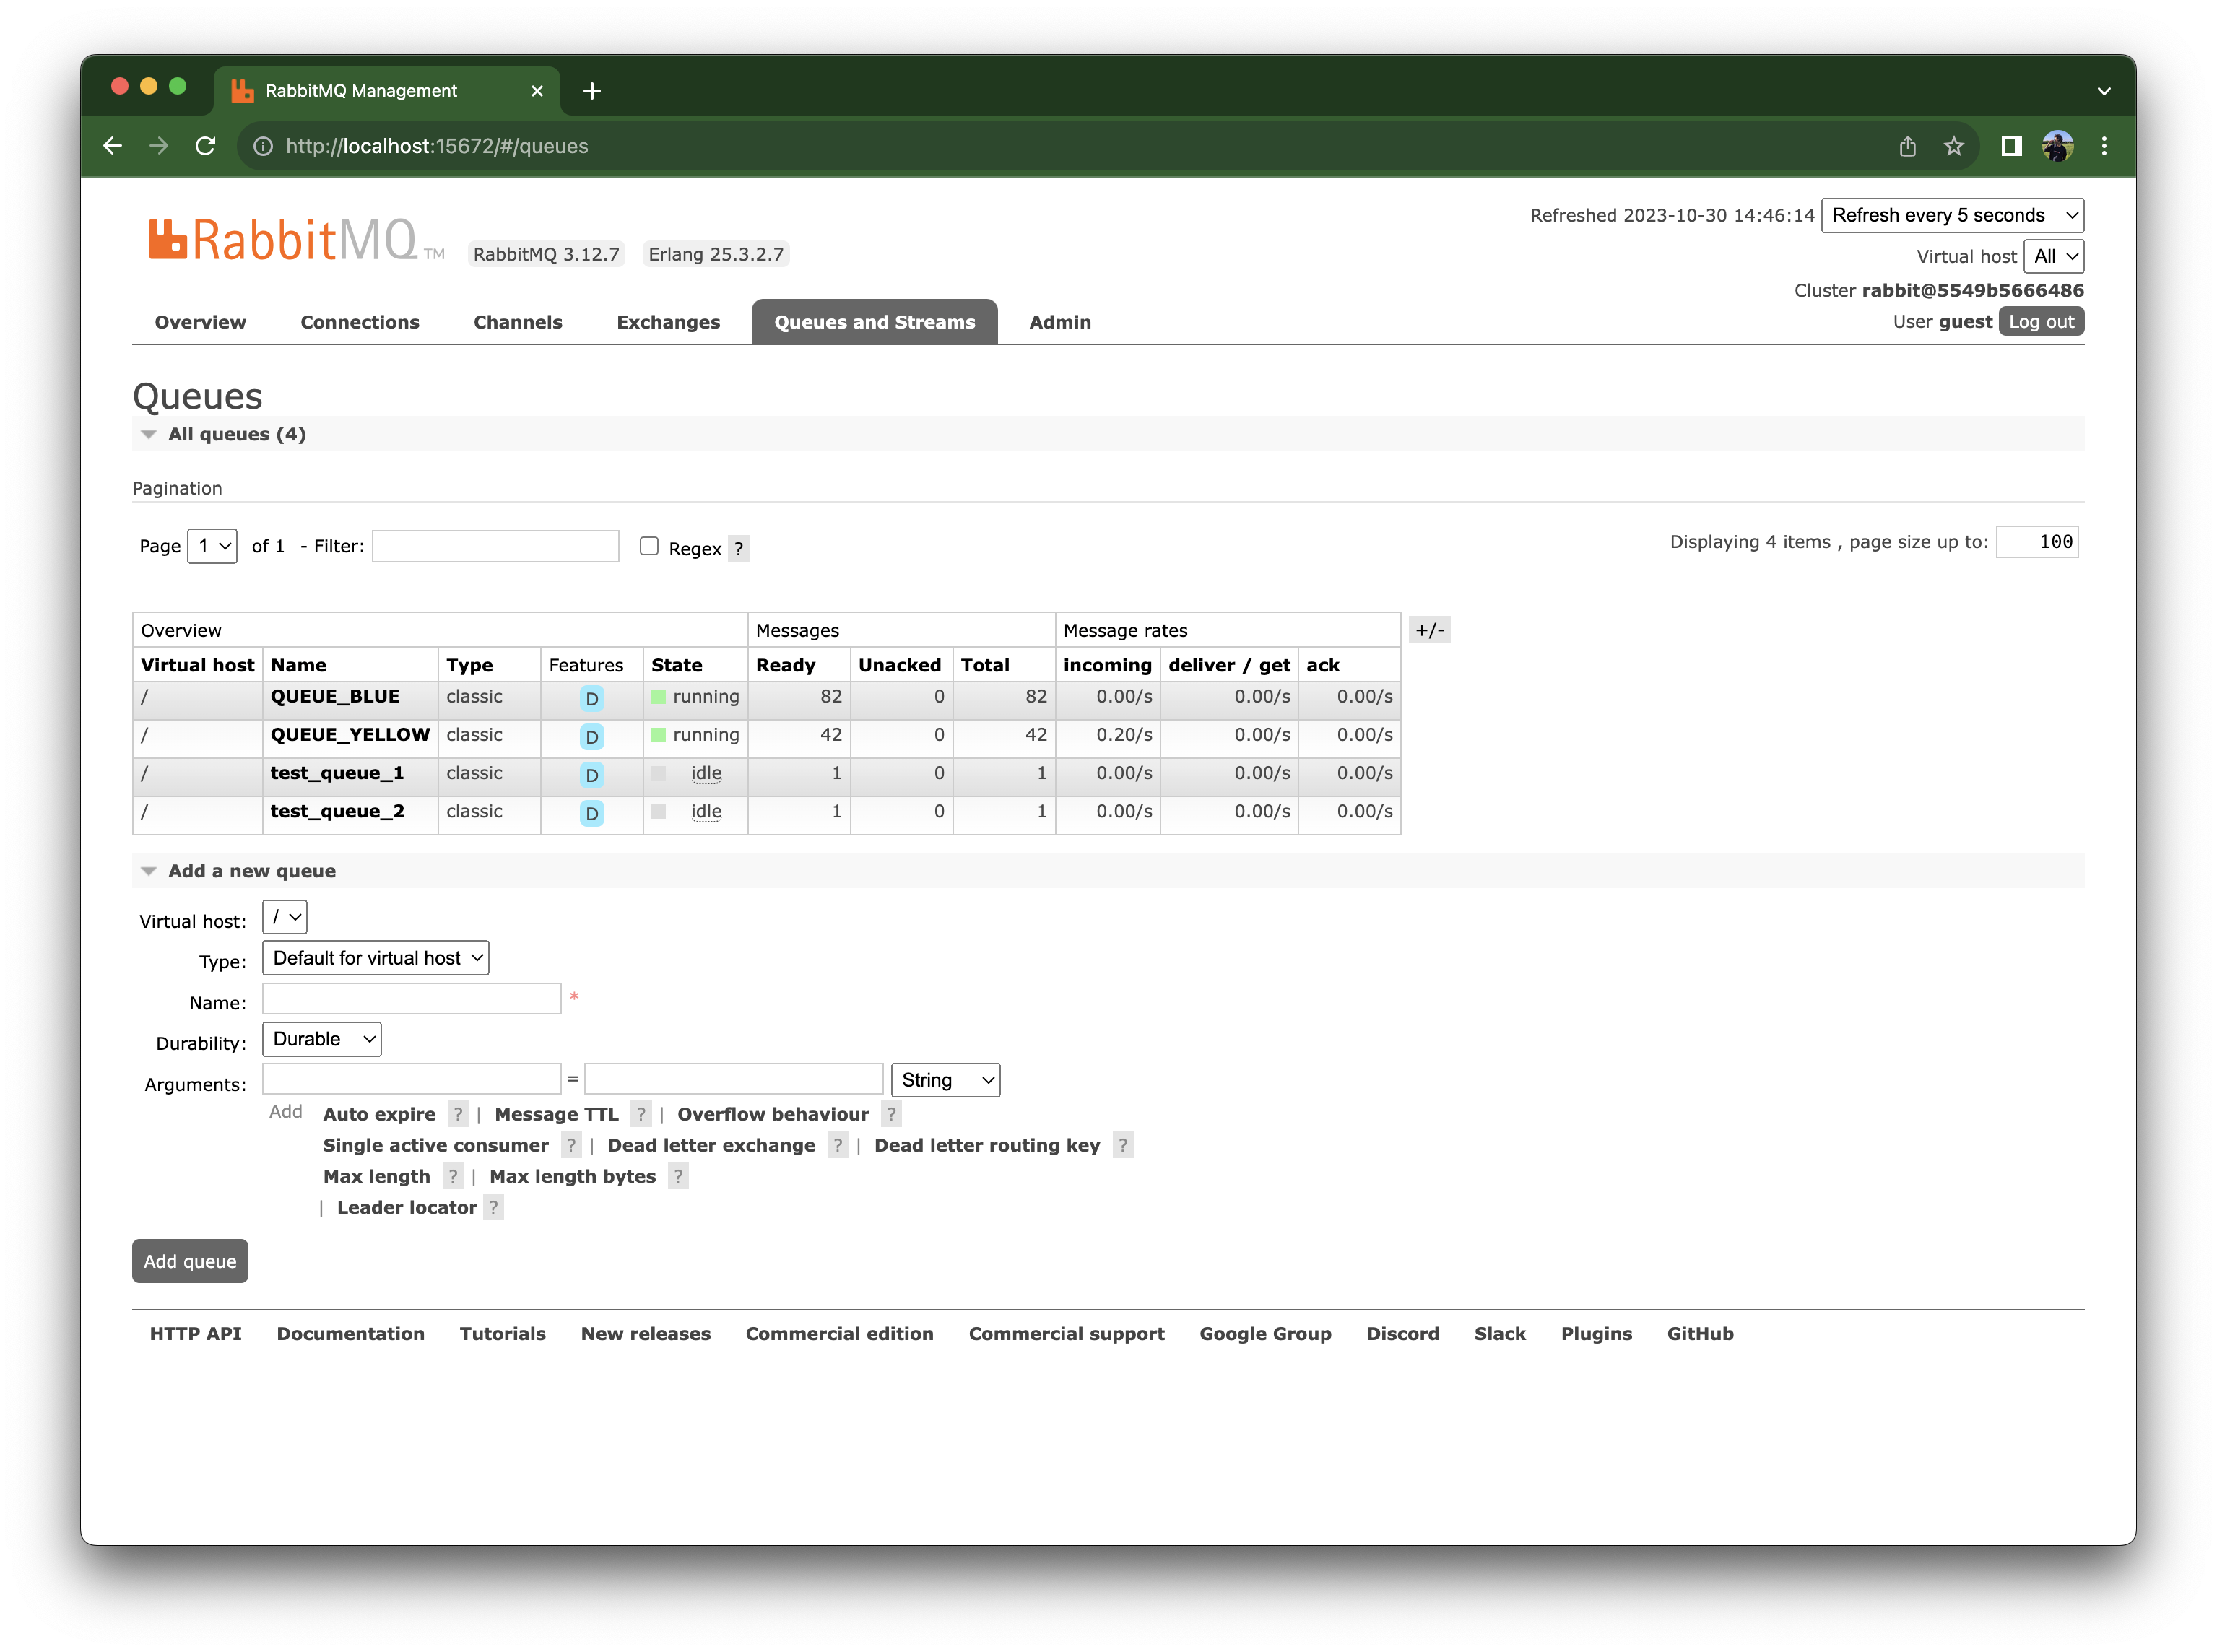 RabbitMQ Management
http://localhost:15672/#/queues
RabbitMQ TM RabbitMQ 3.12.7 Erlang 25.3.2.7
Refreshed 2023-10-30 14:46:14 Refresh every 5 seconds
Virtual host All
Cluster rabbit@5549b5666486
User guest Log out
Overview Connections Channels Exchanges Queues and Streams Admin
Queues
All queues (4)
Pagination
Page 1 of 1 - Filter: Regex ? Displaying 4 items , page size up to: 100
Overview Messages Message rates +/-
Virtual host Name Type Features State Ready Unacked Total incoming deliver / get ack
/ QUEUE_BLUE classic D running 82 0 82 0.00/s 0.00/s 0.00/s
/ QUEUE_YELLOW classic D running 42 0 42 0.20/s 0.00/s 0.00/s
/ test_queue_1 classic D idle 1 0 1 0.00/s 0.00/s 0.00/s
/ test_queue_2 classic D idle 1 0 1 0.00/s 0.00/s 0.00/s
Add a new queue
Virtual host: /
Type: Default for virtual host
Name: *
Durability: Durable
Arguments: = String
Add Auto expire ? | Message TTL ? | Overflow behaviour ?
Single active consumer ? | Dead letter exchange ? | Dead letter routing key ?
Max length ? | Max length bytes ?
| Leader locator ?
Add queue
HTTP API Documentation Tutorials New releases Commercial edition Commercial support Google Group Discord Slack Plugins GitHub